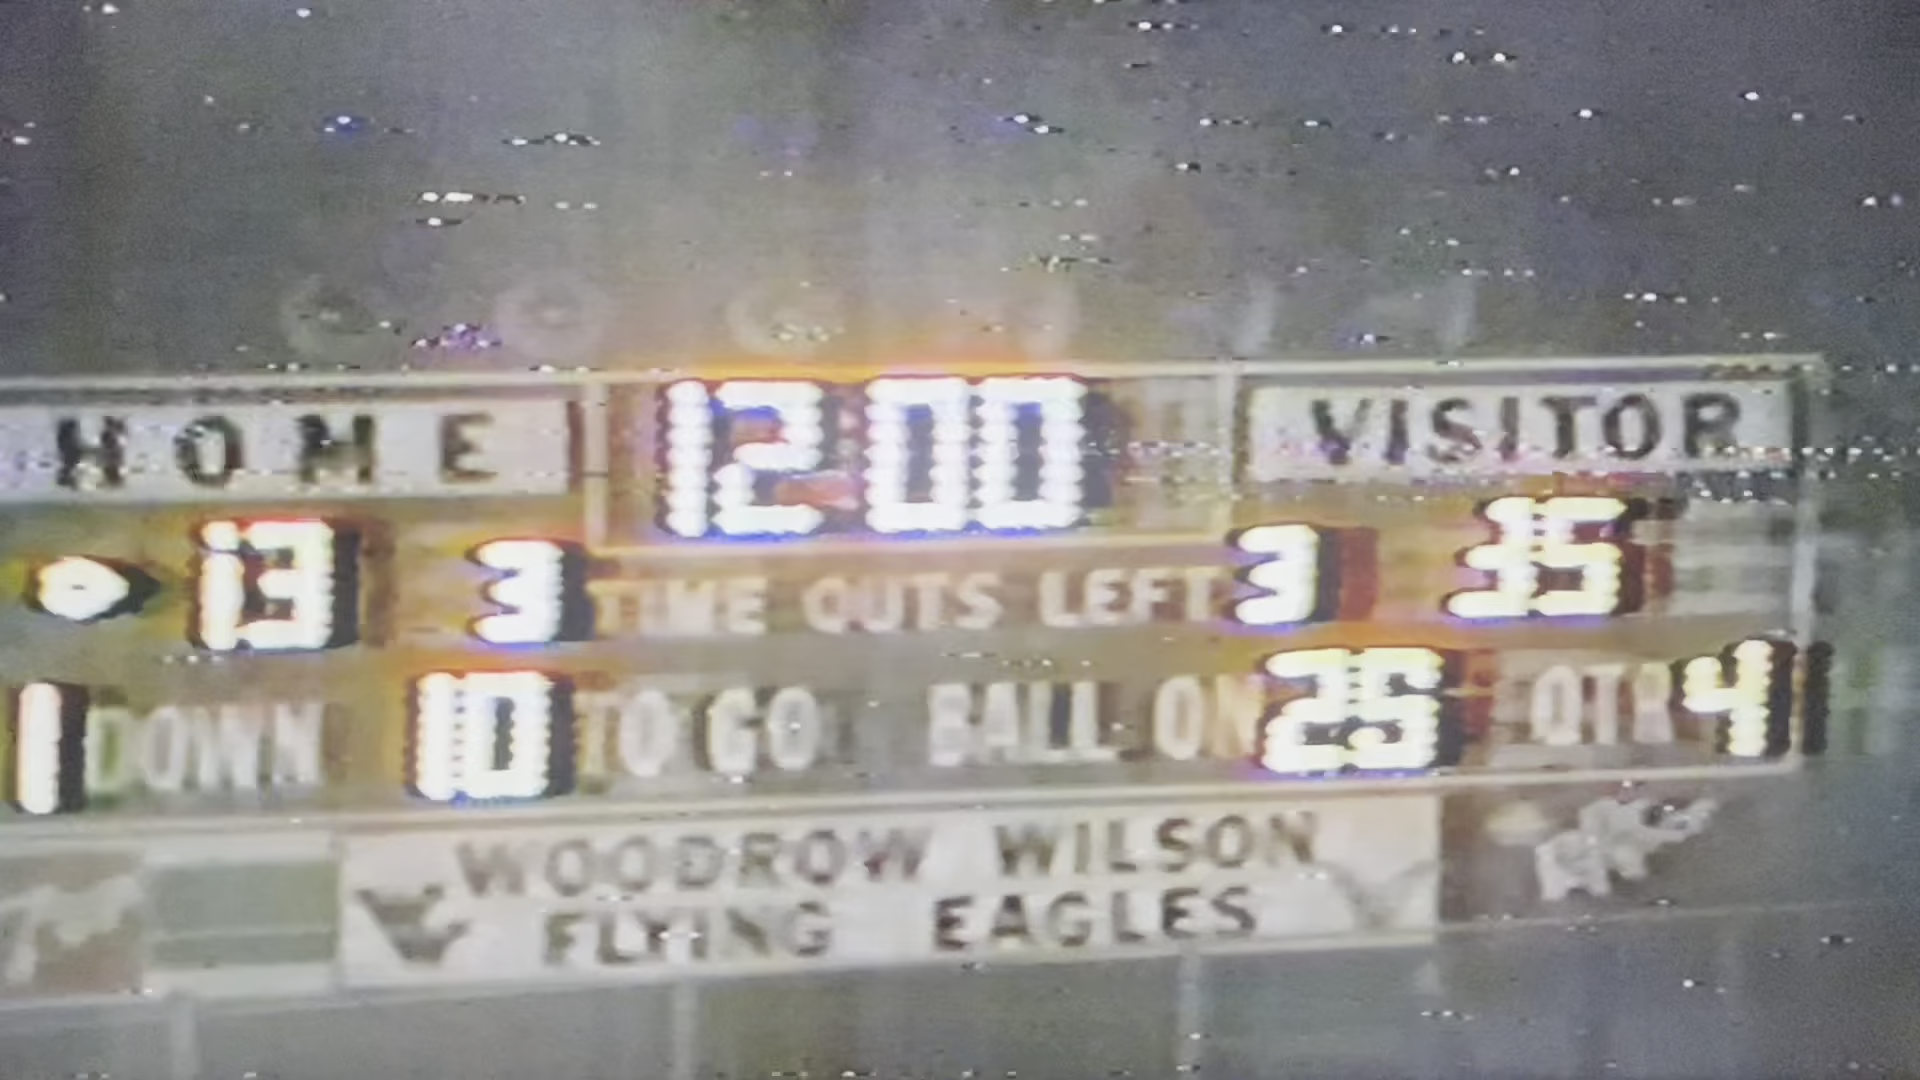 HOME 12:00 VISITOR
13 3 TIME OUTS LEFT 3 35
1 DOWN 10 TO GO BALL ON 25 QTR 4
WOODROW WILSON
FLYING EAGLES